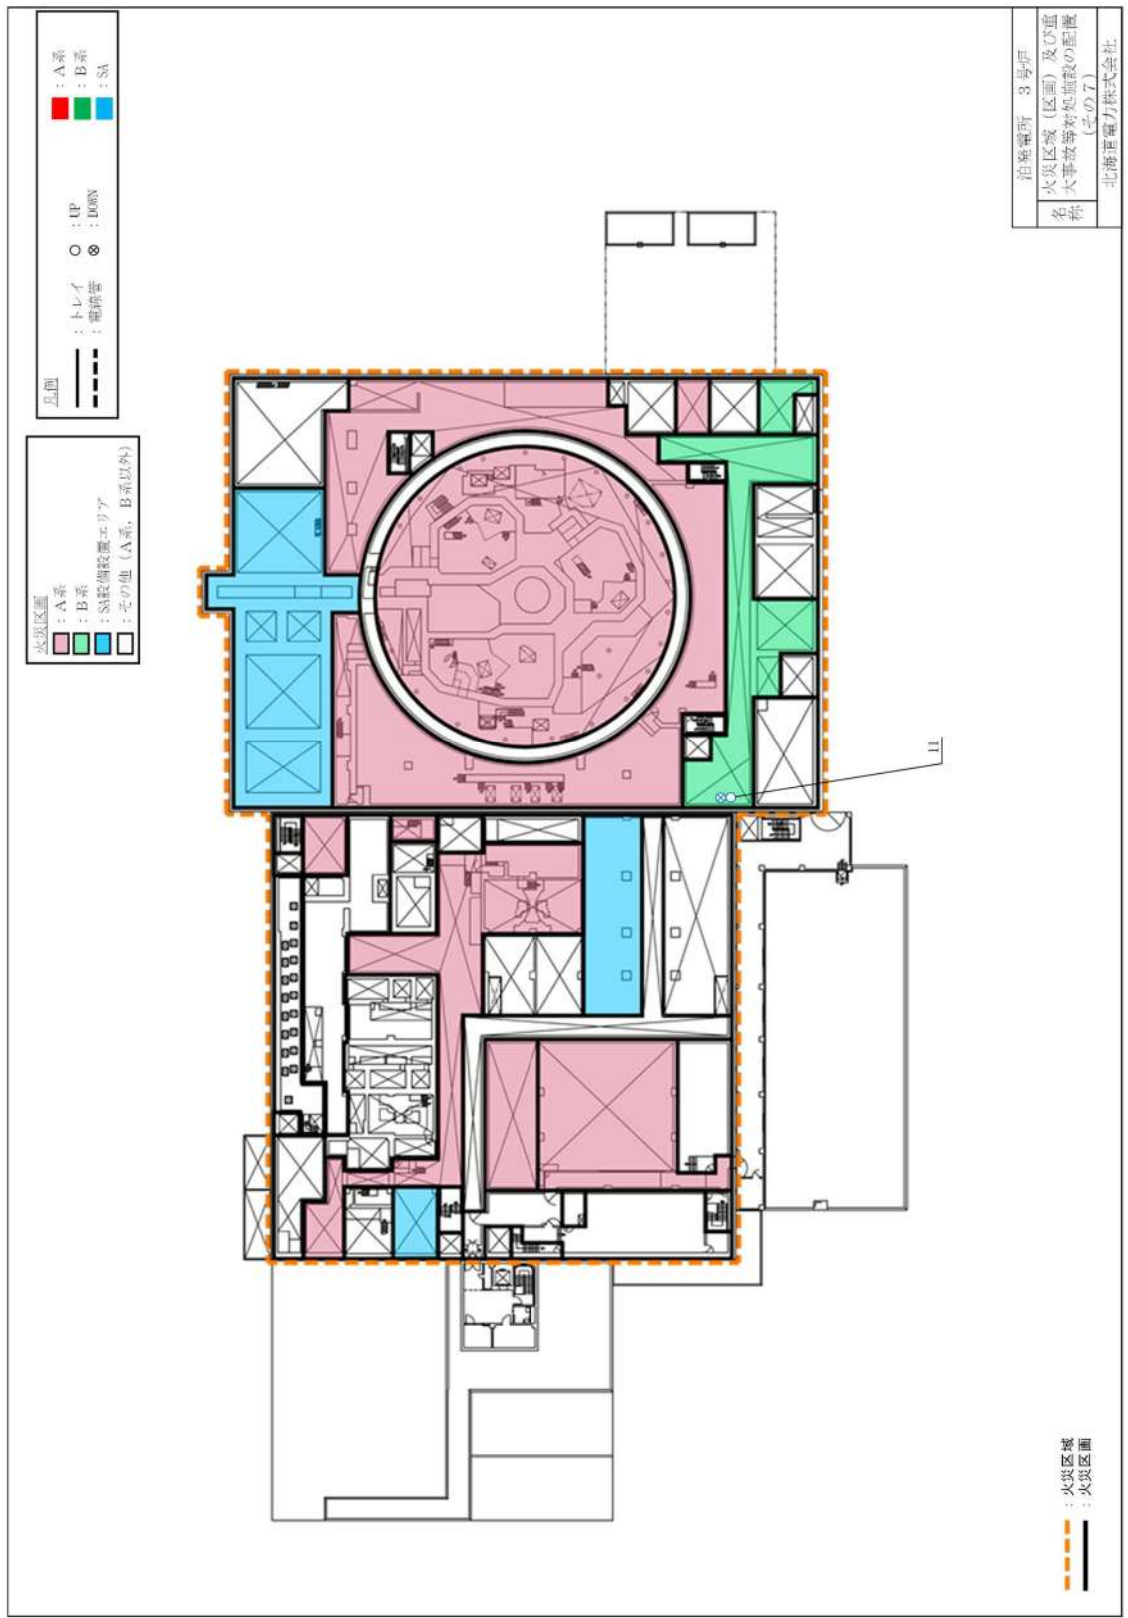 凡例
：トレイ
：電線管
○：UP
⊗：DOWN
：A系
：B系
：SA
火災区画
：A系
：B系
：SA設備設置エリア
：その他（A系，B系以外）
11
：火災区域
：火災区画
泊発電所　3号炉
名称
火災区域（区画）及び重
大事故等対処施設の配置
（その7）
北海道電力株式会社